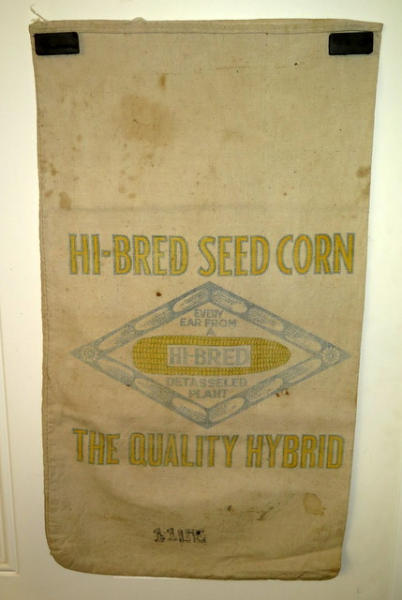 HI-BRED SEED CORN
EVERY
EAR FROM
A
HI-BRED
DETASSELED
PLANT
THE QUALITY HYBRID